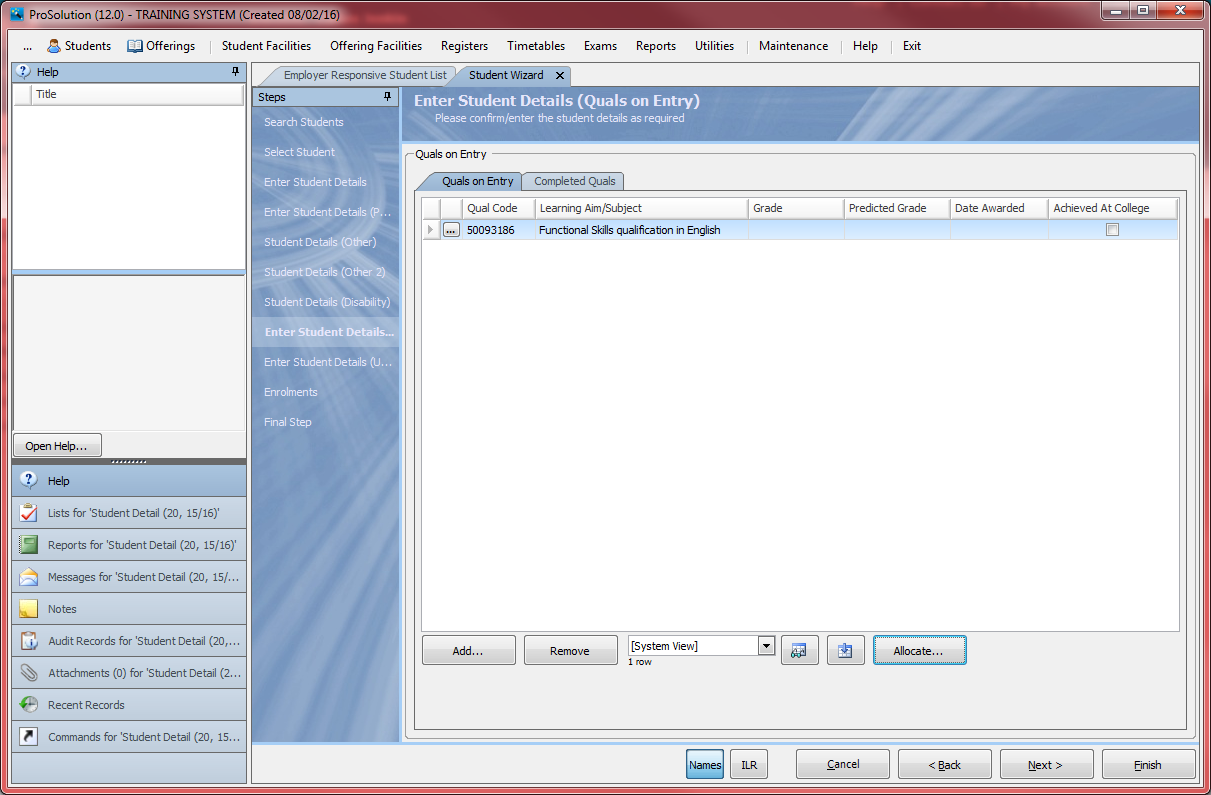 ProSolution (12.0) - TRAINING SYSTEM (Created 08/02/16)
... Students Offerings Student Facilities Offering Facilities Registers Timetables Exams Reports Utilities Maintenance Help Exit
Help
Title
Open Help...
Help
Lists for 'Student Detail (20, 15/16)'
Reports for 'Student Detail (20, 15/16)'
Messages for 'Student Detail (20, 15/...
Notes
Audit Records for 'Student Detail (20,...
Attachments (0) for 'Student Detail (2...
Recent Records
Commands for 'Student Detail (20, 15...
Employer Responsive Student List Student Wizard
Steps
Search Students
Select Student
Enter Student Details
Enter Student Details (P...
Student Details (Other)
Student Details (Other 2)
Student Details (Disability)
Enter Student Details...
Enter Student Details (U...
Enrolments
Final Step
Enter Student Details (Quals on Entry)
Please confirm/enter the student details as required
Quals on Entry
Quals on Entry Completed Quals
Qual Code Learning Aim/Subject Grade Predicted Grade Date Awarded Achieved At College
... 50093186 Functional Skills qualification in English
Add... Remove [System View] Allocate...
1 row
Names ILR Cancel < Back Next > Finish